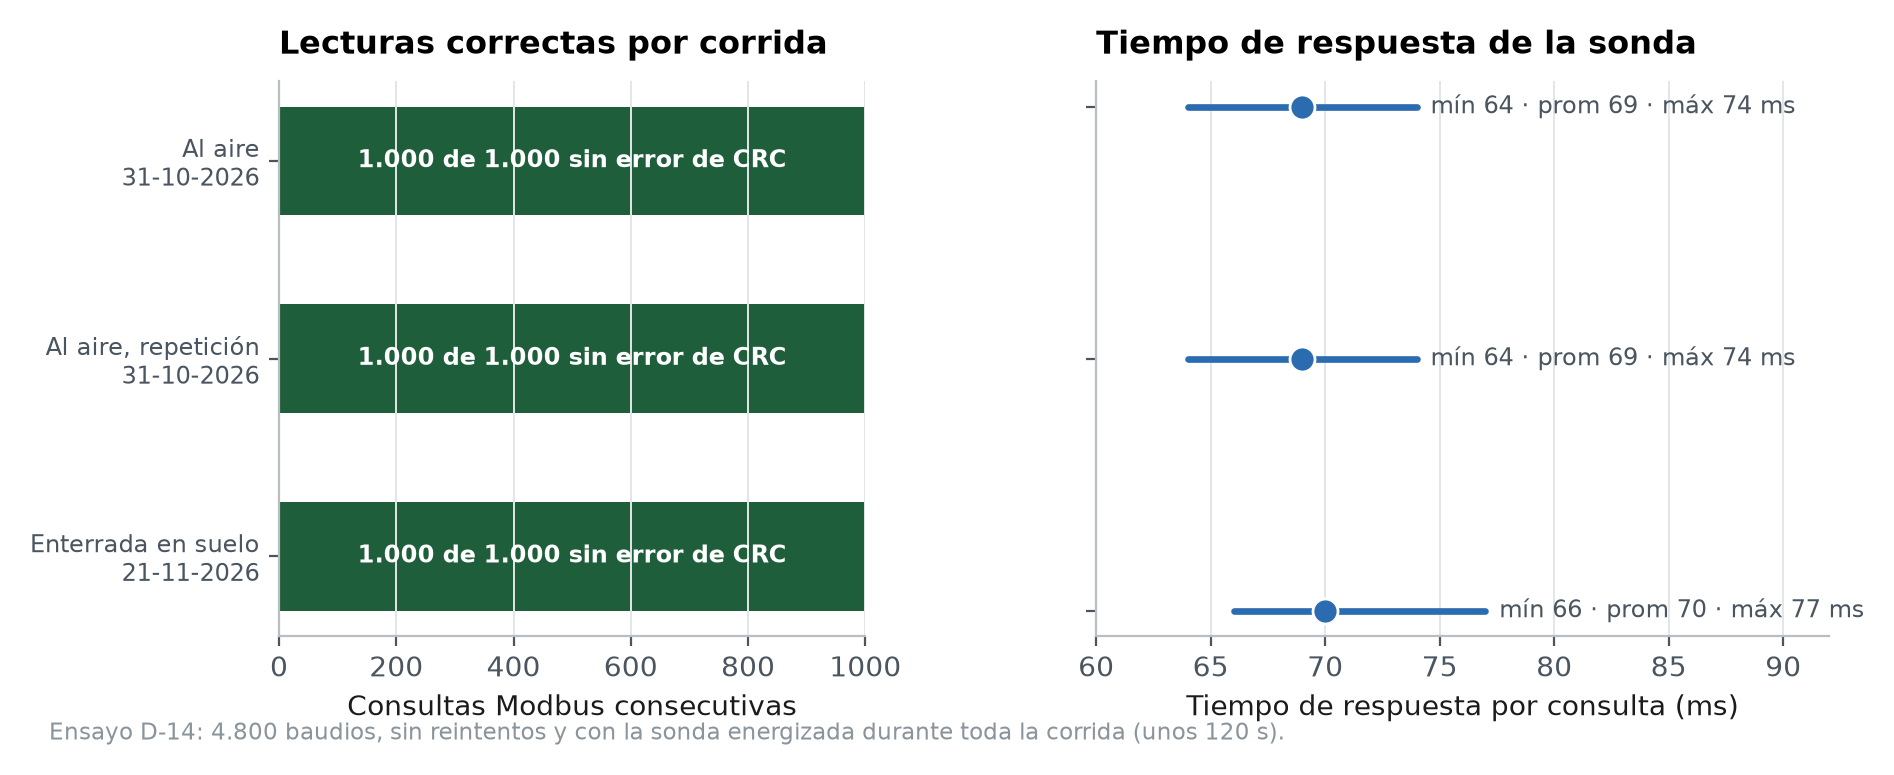 Lecturas correctas por corrida
Al aire
31-10-2026
1.000 de 1.000 sin error de CRC
Al aire, repetición
31-10-2026
1.000 de 1.000 sin error de CRC
Enterrada en suelo
21-11-2026
1.000 de 1.000 sin error de CRC
0 200 400 600 800 1000
Consultas Modbus consecutivas
Tiempo de respuesta de la sonda
mín 64 · prom 69 · máx 74 ms
mín 64 · prom 69 · máx 74 ms
mín 66 · prom 70 · máx 77 ms
60 65 70 75 80 85 90
Tiempo de respuesta por consulta (ms)
Ensayo D-14: 4.800 baudios, sin reintentos y con la sonda energizada durante toda la corrida (unos 120 s).